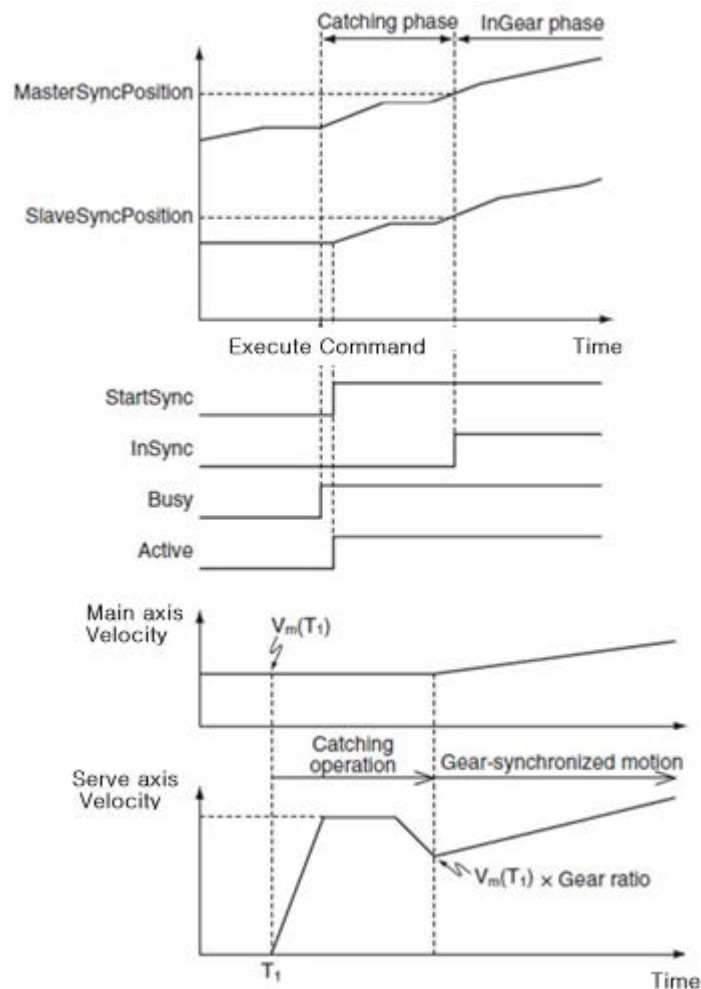 Catching phase InGear phase
MasterSyncPosition
SlaveSyncPosition
Execute Command Time
StartSync
InSync
Busy
Active
Main axis
Velocity
Vm(T1)
Catching
operation
Gear-synchronized motion
Serve axis
Velocity
Vm(T1) × Gear ratio
T1
Time